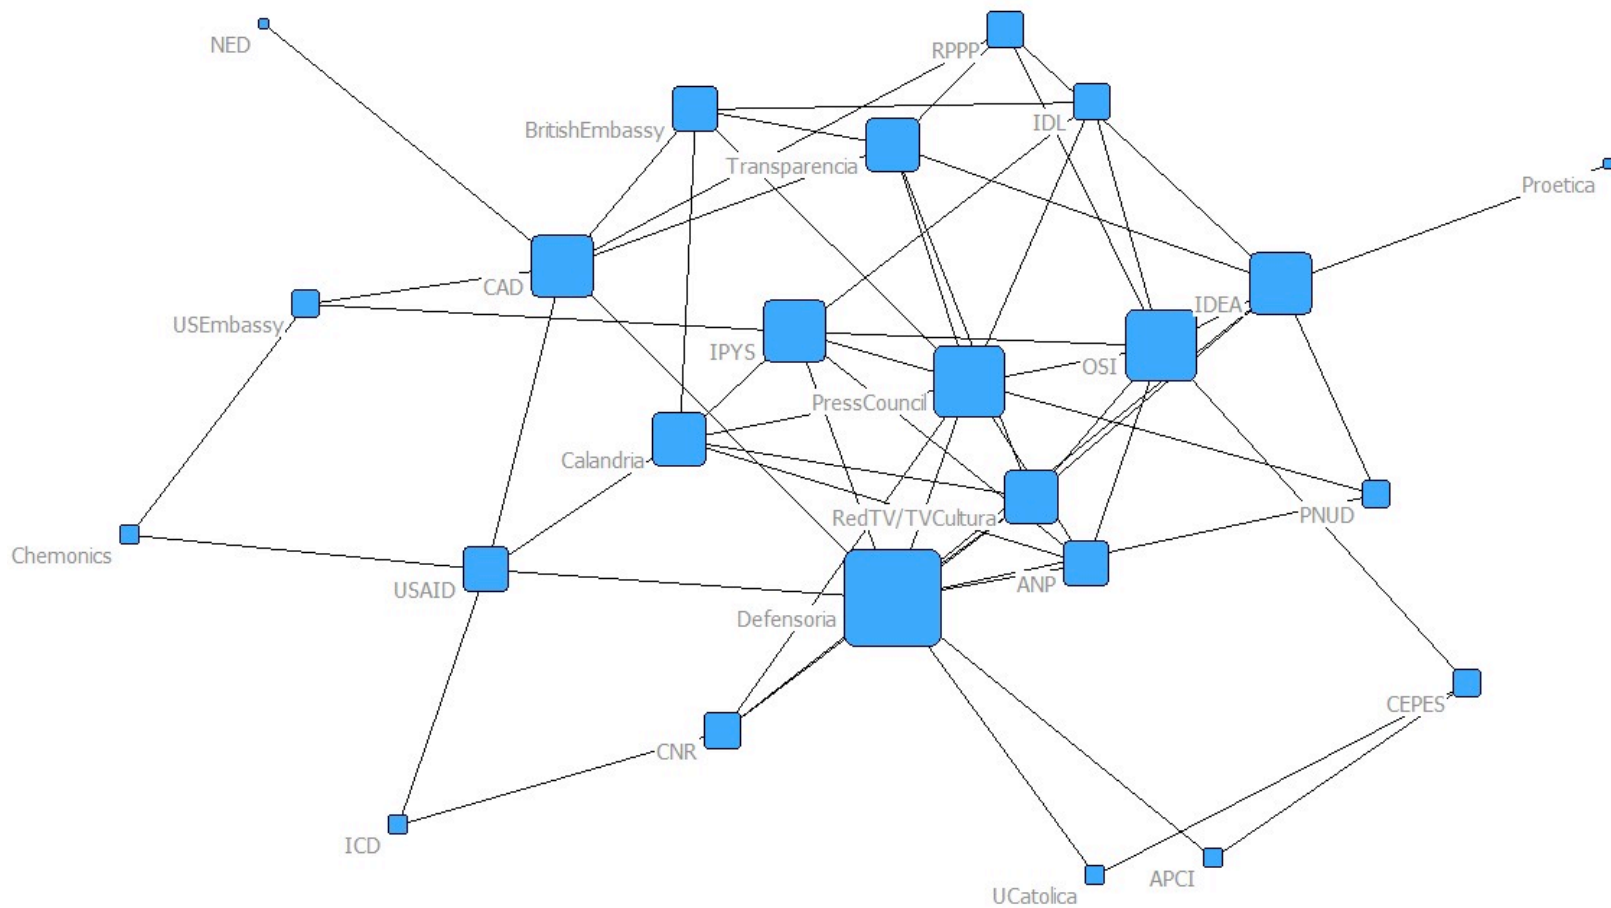 NED
RPPP
BritishEmbassy
IDL
Transparencia
Proetica
CAD
IDEA
USEmbassy
IPYS
OSI
PressCouncil
Calandria
RedTV/TVCultura
PNUD
Chemonics
USAID
ANP
Defensoria
CEPES
CNR
ICD
APCI
UCatolica